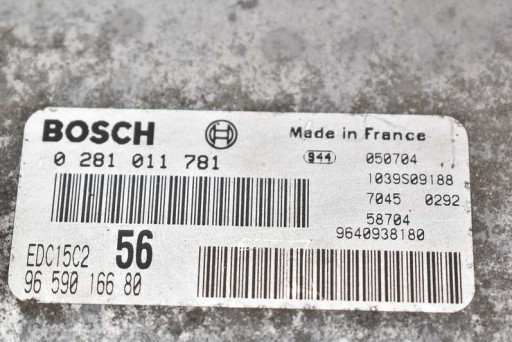 BOSCH
Made in France
0 281 011 781
944 050704
1039S09188
7045 0292
58704
9640938180
EDC15C2 56
96 590 166 80